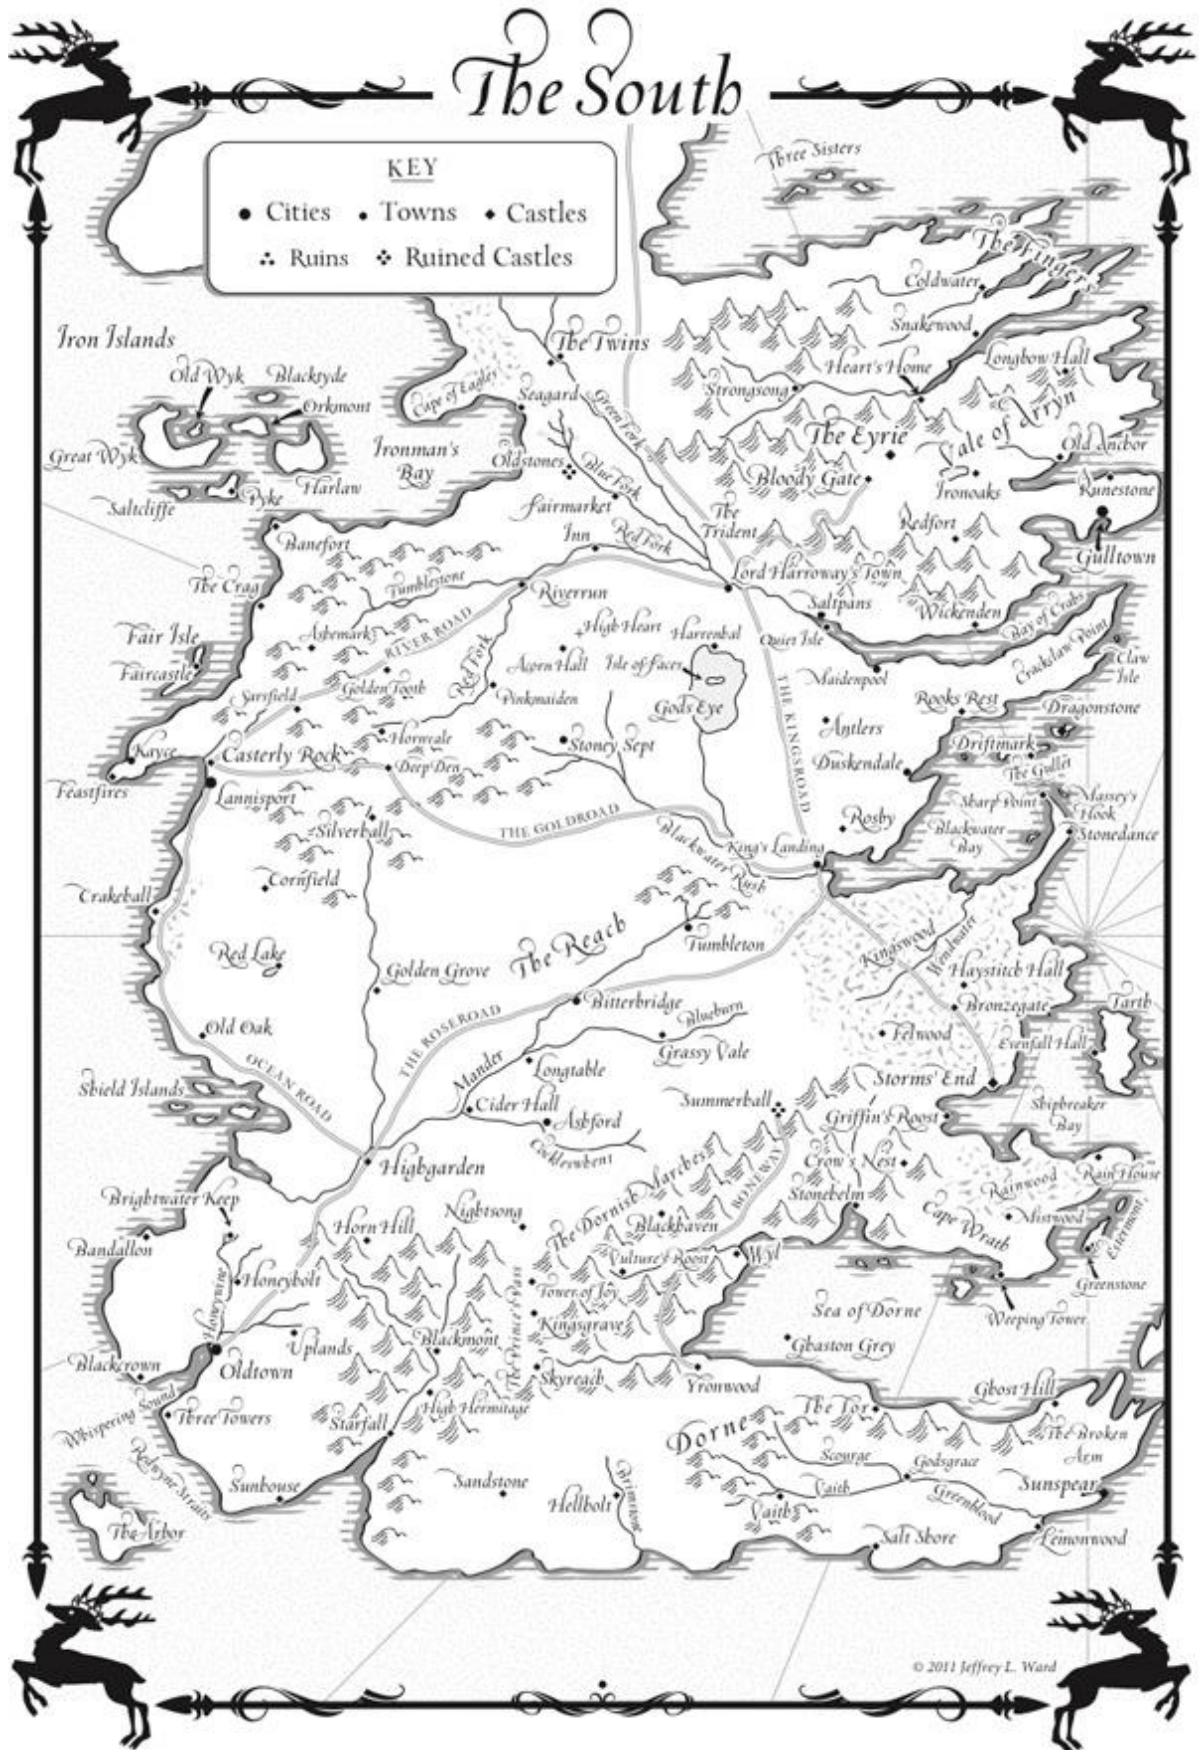 The South
KEY
Cities
Towns
Castles
Ruins
Ruined Castles
Three Sisters
The Fingers
Coldwater
Snakewood
Heart's Home
Longbow Hall
Strongsong
The Eyrie
Vale of Arryn
Old Anchor
Bloody Gate
Ironoaks
Runestone
Redfort
Gulltown
Wickenden
Bay of Crabs
Crackclaw Point
Claw Isle
Iron Islands
Old Wyk
Blacktyde
Orkmont
Great Wyk
Harlaw
Pyke
Saltcliffe
Ironman's Bay
Cape of Eagles
The Twins
Seagard
Green Fork
Oldstones
Blue Fork
Fairmarket
The Trident
Inn
Red Fork
Lord Harroway's Town
Saltpans
Quiet Isle
Maidenpool
Banefort
The Crag
Tumblestone
Riverrun
Ashemark
RIVER ROAD
Fair Isle
Faircastle
Golden Tooth
Sarsfield
Red Fork
High Heart
Acorn Hall
Pinkmaiden
Harrenhal
Isle of Faces
Gods Eye
THE KINGSROAD
Antlers
Rooks Rest
Dragonstone
Driftmark
The Gullet
Duskendale
Sharp Point
Massey's Hook
Stonedance
Blackwater Bay
Rosby
King's Landing
Blackwater Rush
Kayce
Feastfires
Casterly Rock
Lannisport
Hornvale
Deep Den
Stoney Sept
THE GOLDROAD
Silverhall
Cornfield
Crakehall
Red Lake
Golden Grove
The Reach
Tumbleton
Kingswood
Wendwater
Haystitch Hall
Bronzegate
Tarth
Evenfall Hall
Felwood
Storms' End
Shipbreaker Bay
Old Oak
OCEAN ROAD
Shield Islands
THE ROSEROAD
Bitterbridge
Blueburn
Grassy Vale
Mander
Longtable
Cider Hall
Ashford
Cockleswhent
Highgarden
Summerhall
Griffin's Roost
Crow's Nest
Stonehelm
Rainwood
Rain House
Mistwood
Cape Wrath
Estermont
Greenstone
Weeping Tower
Brightwater Keep
Bandallon
Horn Hill
Nightsong
The Dornish Marches
BONEWAY
Blackhaven
Vulture's Roost
Wyl
Sea of Dorne
Honeyholt
Honeywine
Tower of Joy
Kingsgrave
The Prince's Pass
Uplands
Oldtown
Blackcrown
Blackmont
Skyreach
Yronwood
Ghaston Grey
Ghost Hill
Whispering Sound
Three Towers
High Hermitage
Starfall
The Tor
The Broken Arm
Dorne
Scourge
Godsgrace
Redwyne Straits
Sunhouse
The Arbor
Sandstone
Hellholt
Brimstone
Vaith
Vaith
Greenblood
Sunspear
Salt Shore
Lemonwood
© 2011 Jeffrey L. Ward